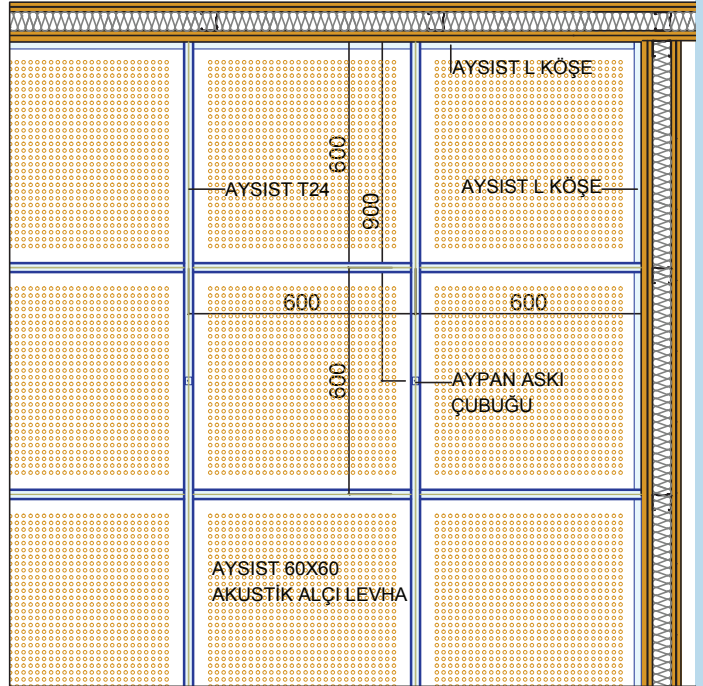 AYSIST L KÖŞE
600
AYSIST T24
AYSIST L KÖŞE
900
600
600
600
AYPAN ASKI
ÇUBUĞU
AYSIST 60X60
AKUSTİK ALÇI LEVHA